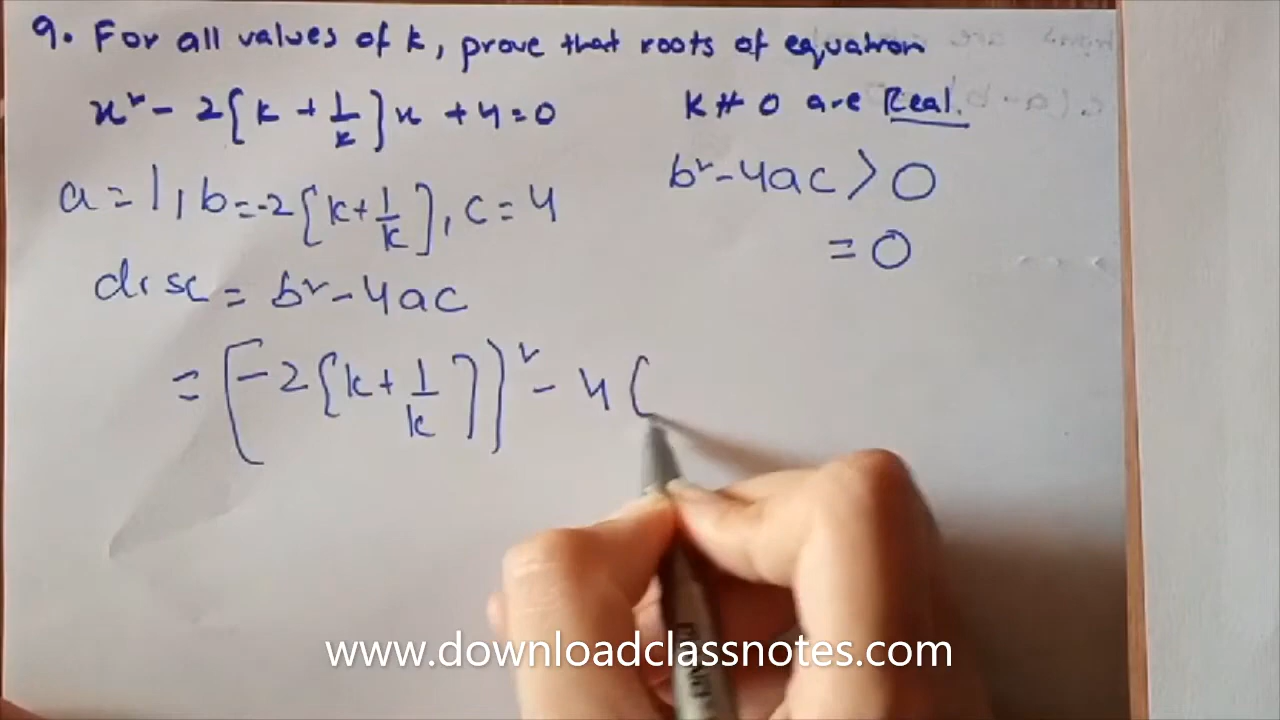 9. For all values of k, prove that roots of equation
x² - 2{k + 1/k}x + 4 = 0 k ≠ 0 are Real.
a = 1, b = -2{k + 1/k}, c = 4 b² - 4ac > 0
= 0
disc = b² - 4ac
= (-2{k + 1/k})² - 4(
www.downloadclassnotes.com